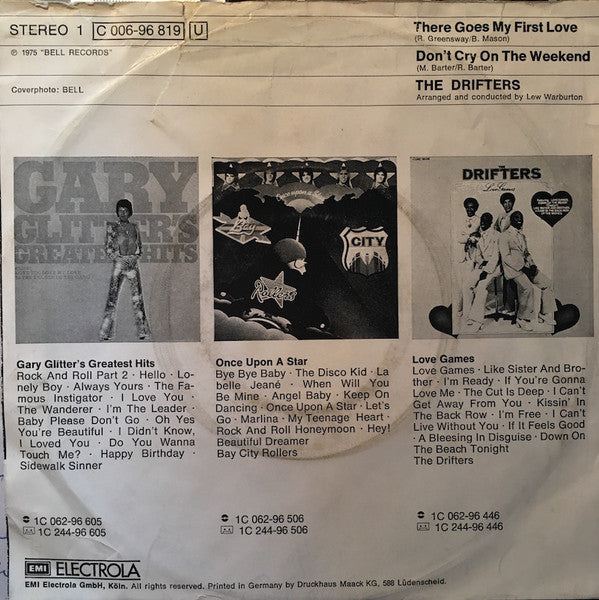 STEREO 1 C 006-96 819 U
℗ 1975 "BELL RECORDS"
Coverphoto: BELL
There Goes My First Love
(R. Greensway/B. Mason)
Don't Cry On The Weekend
(M. Barter/R. Barter)
THE DRIFTERS
Arranged and conducted by Lew Warburton
GARY
GLITTER'S
GREATEST HITS
Once upon a Star
Bay
City
Rollers
THE
DRIFTERS
Love Games
Gary Glitter's Greatest Hits
Rock And Roll Part 2 · Hello · Lo-
nely Boy · Always Yours · The Fa-
mous Instigator · I Love You ·
The Wanderer · I'm The Leader ·
Baby Please Don't Go · Oh Yes
You're Beautiful · I Didn't Know,
I Loved You · Do You Wanna
Touch Me? · Happy Birthday ·
Sidewalk Sinner
1C 062-96 605
1C 244-96 605
Once Upon A Star
Bye Bye Baby · The Disco Kid · La
belle Jeané · When Will You
Be Mine · Angel Baby · Keep On
Dancing · Once Upon A Star · Let's
Go · Marlina · My Teenage Heart ·
Rock And Roll Honeymoon · Hey!
Beautiful Dreamer
Bay City Rollers
1C 062-96 506
1C 244-96 506
Love Games
Love Games · Like Sister And Bro-
ther · I'm Ready · If You're Gonna
Love Me · The Cut Is Deep · I Can't
Get Away From You · Kissin' In
The Back Row · I'm Free · I Can't
Live Without You · If It Feels Good
· A Bleesing In Disguise · Down On
The Beach Tonight
The Drifters
1C 062-96 446
1C 244-96 446
EMI ELECTROLA
EMI Electrola GmbH, Köln. All rights reserved. Printed in Germany by Druckhaus Maack KG, 588 Lüdenscheid.